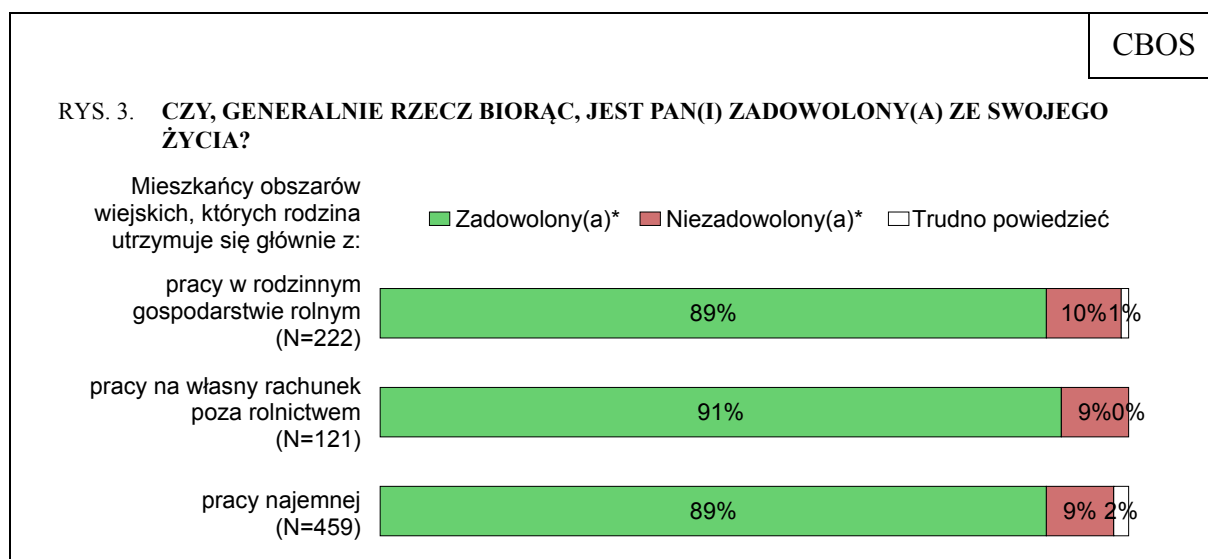 CBOS
RYS. 3. CZY, GENERALNIE RZECZ BIORĄC, JEST PAN(I) ZADOWOLONY(A) ZE SWOJEGO
ŻYCIA?
Mieszkańcy obszarów
wiejskich, których rodzina
utrzymuje się głównie z:
Zadowolony(a)* Niezadowolony(a)* Trudno powiedzieć
pracy w rodzinnym
gospodarstwie rolnym
(N=222)
89% 10% 1%
pracy na własny rachunek
poza rolnictwem
(N=121)
91% 9% 0%
pracy najemnej
(N=459)
89% 9% 2%